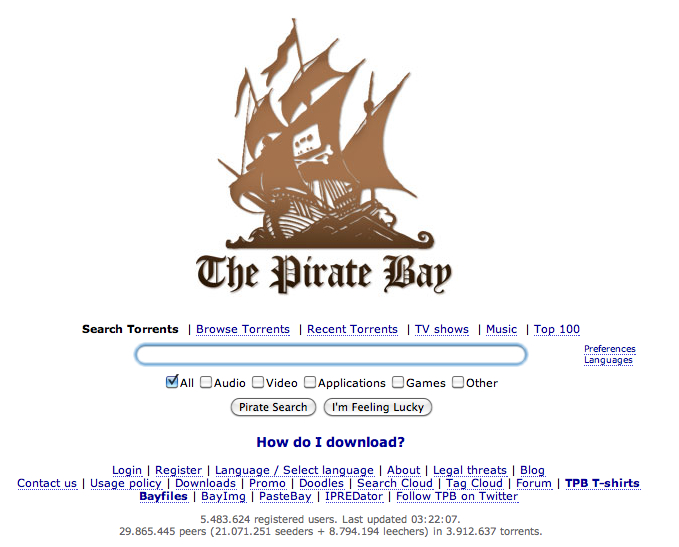 The Pirate Bay
Search Torrents | Browse Torrents | Recent Torrents | TV shows | Music | Top 100
Preferences
Languages
All Audio Video Applications Games Other
Pirate Search I'm Feeling Lucky
How do I download?
Login | Register | Language / Select language | About | Legal threats | Blog
Contact us | Usage policy | Downloads | Promo | Doodles | Search Cloud | Tag Cloud | Forum | TPB T-shirts
Bayfiles | BayImg | PasteBay | IPREDator | Follow TPB on Twitter
5.483.624 registered users. Last updated 03:22:07.
29.865.445 peers (21.071.251 seeders + 8.794.194 leechers) in 3.912.637 torrents.